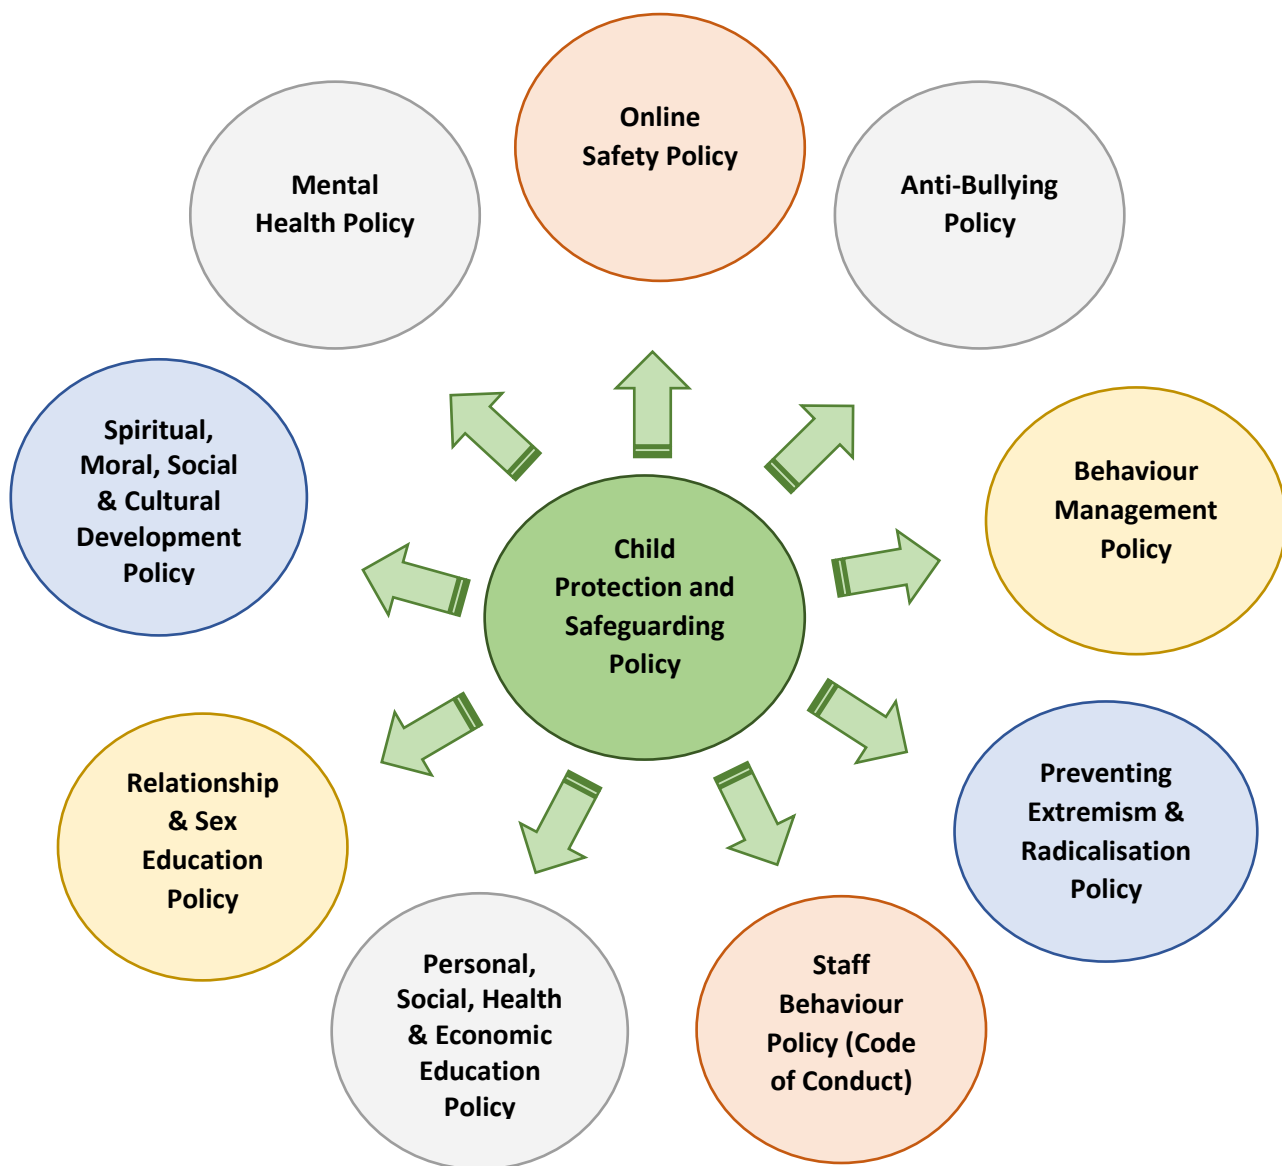 Online
Safety Policy
Mental
Health Policy
Anti-Bullying
Policy
Spiritual,
Moral, Social
& Cultural
Development
Policy
Behaviour
Management
Policy
Child
Protection and
Safeguarding
Policy
Relationship
& Sex
Education
Policy
Preventing
Extremism &
Radicalisation
Policy
Personal,
Social, Health
& Economic
Education
Policy
Staff
Behaviour
Policy (Code
of Conduct)